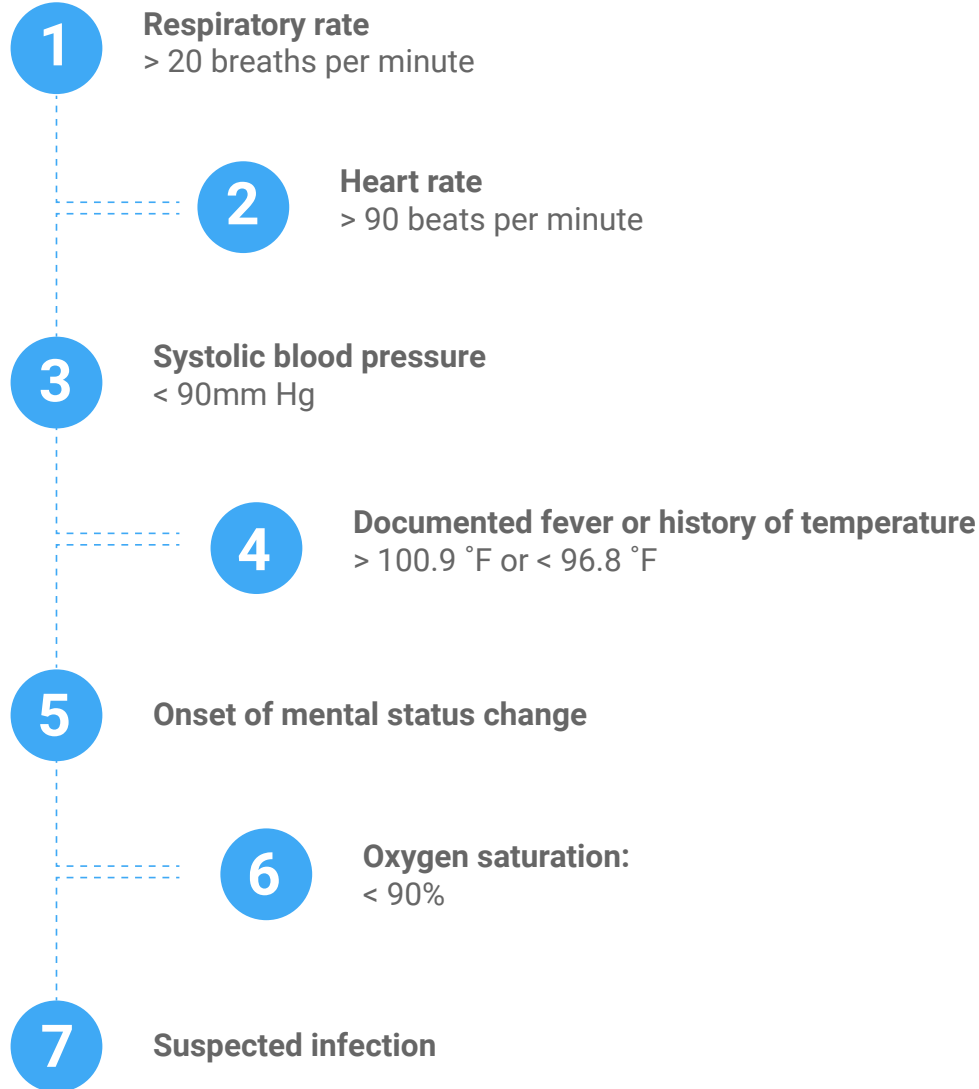 1
Respiratory rate
> 20 breaths per minute
2
Heart rate
> 90 beats per minute
3
Systolic blood pressure
< 90mm Hg
4
Documented fever or history of temperature
> 100.9 ˚F or < 96.8 ˚F
5
Onset of mental status change
6
Oxygen saturation:
< 90%
7
Suspected infection